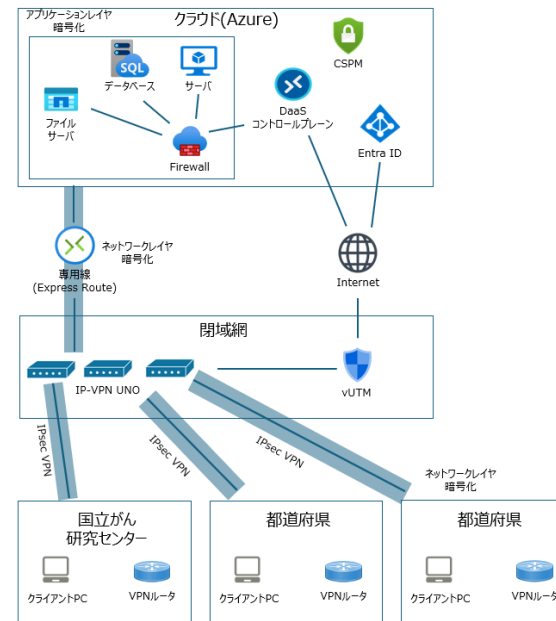 アプリケーションレイヤ
暗号化
クラウド(Azure)
CSPM
SQL
データベース
サーバ
ファイル
サーバ
Firewall
DaaS
コントロールプレーン
Entra ID
ネットワークレイヤ
暗号化
専用線
(Express Route)
Internet
閉域網
IP-VPN UNO
vUTM
IPsec VPN
IPsec VPN
IPsec VPN
ネットワークレイヤ
暗号化
国立がん
研究センター
クライアントPC
VPNルータ
都道府県
クライアントPC
VPNルータ
都道府県
クライアントPC
VPNルータ